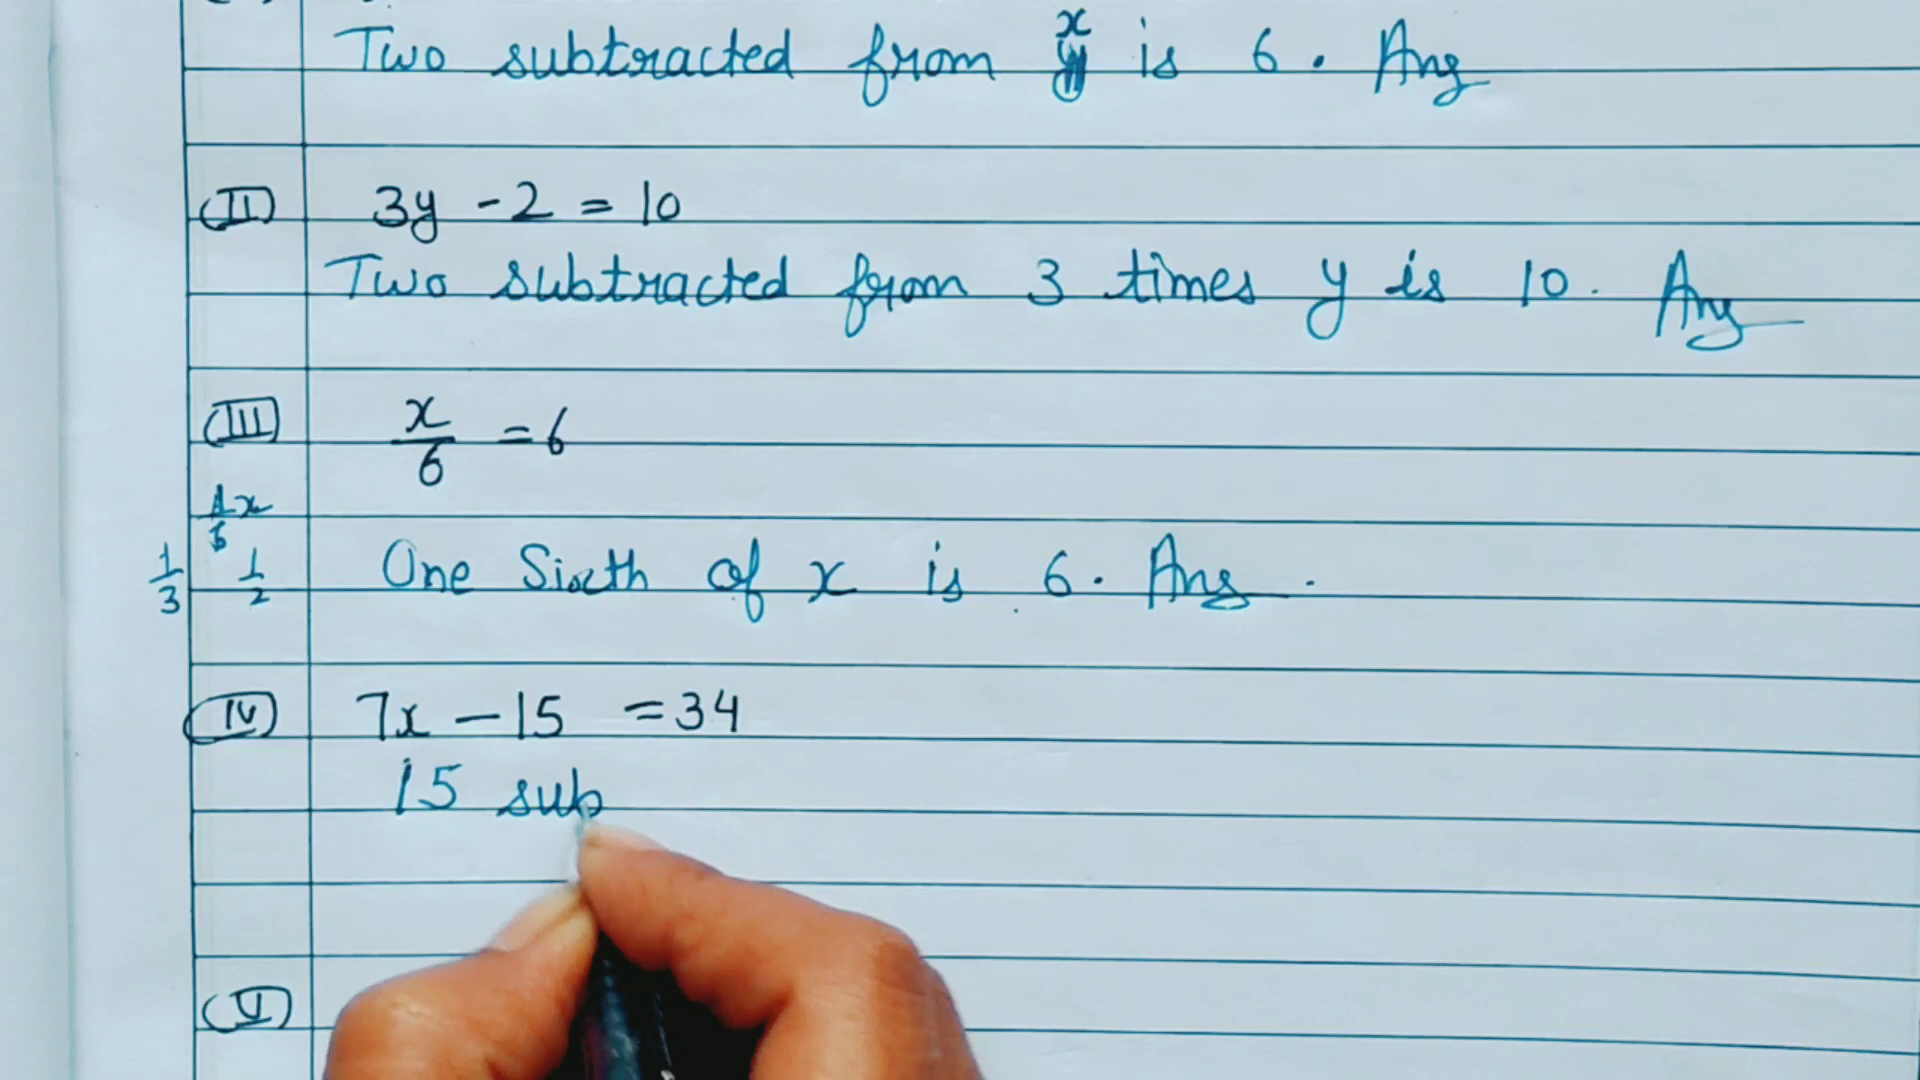 Two subtracted from x is 6. Ans
(II) 3y - 2 = 10
Two subtracted from 3 times y is 10. Ans
(III) x/6 = 6
1/6 x
1/3 1/2 One Sixth of x is 6. Ans.
(IV) 7x - 15 = 34
15 sub
(V)